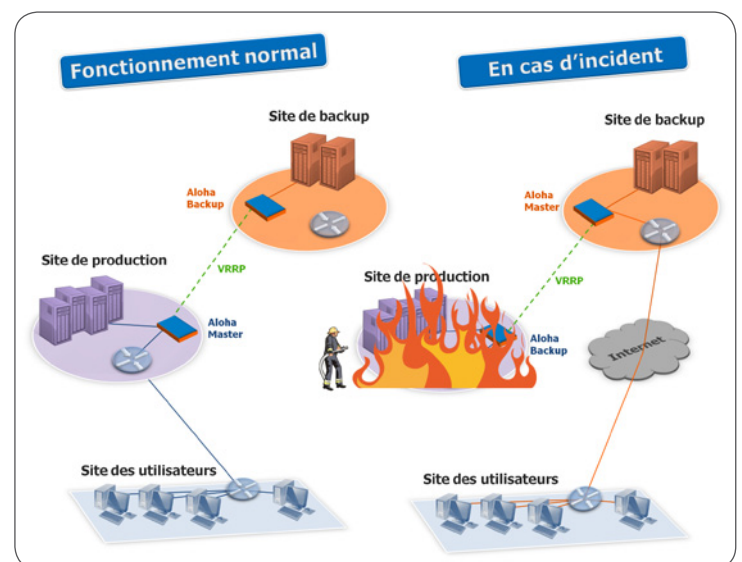 Fonctionnement normal
Site de backup
Aloha
Backup
VRRP
Site de production
Aloha
Master
Site des utilisateurs
En cas d'incident
Site de backup
Aloha
Master
VRRP
Site de production
Aloha
Backup
Internet
Site des utilisateurs